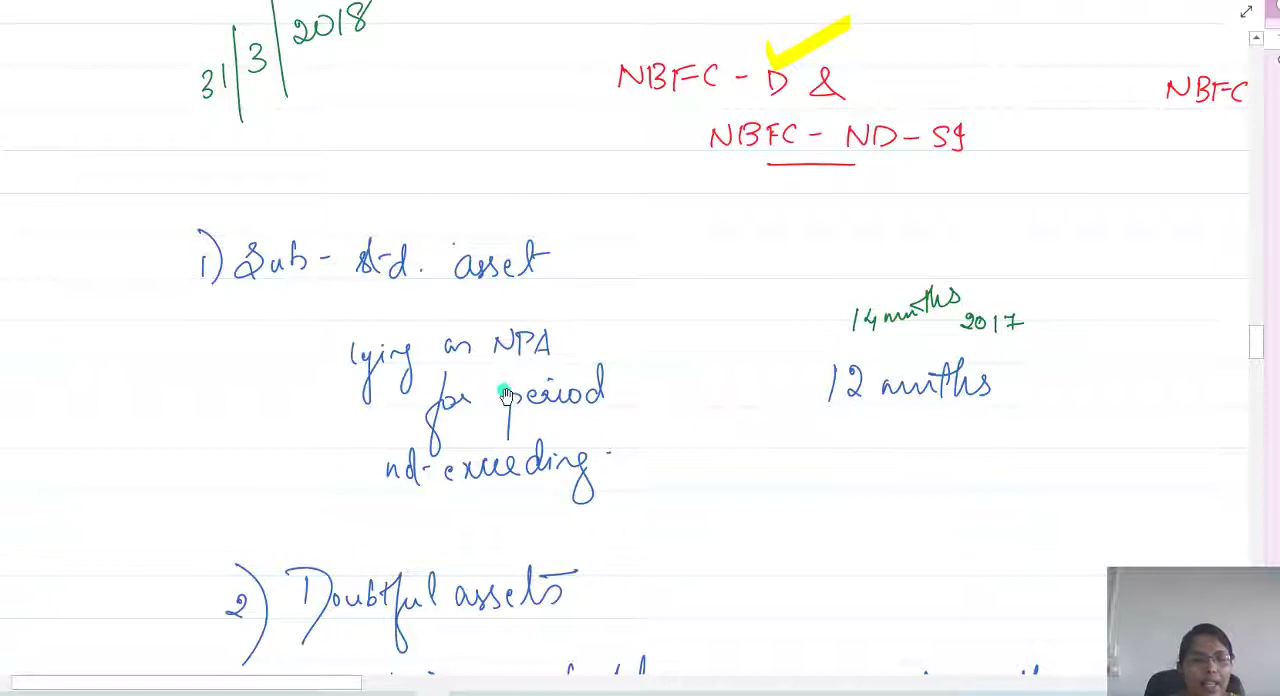 31/3/2018
NBFC - D &
NBFC - ND - SI
NBFC
1) Sub - std. asset
14 months 2017
lying as NPA
for period
12 months
not-exceeding
2) Doubtful assets